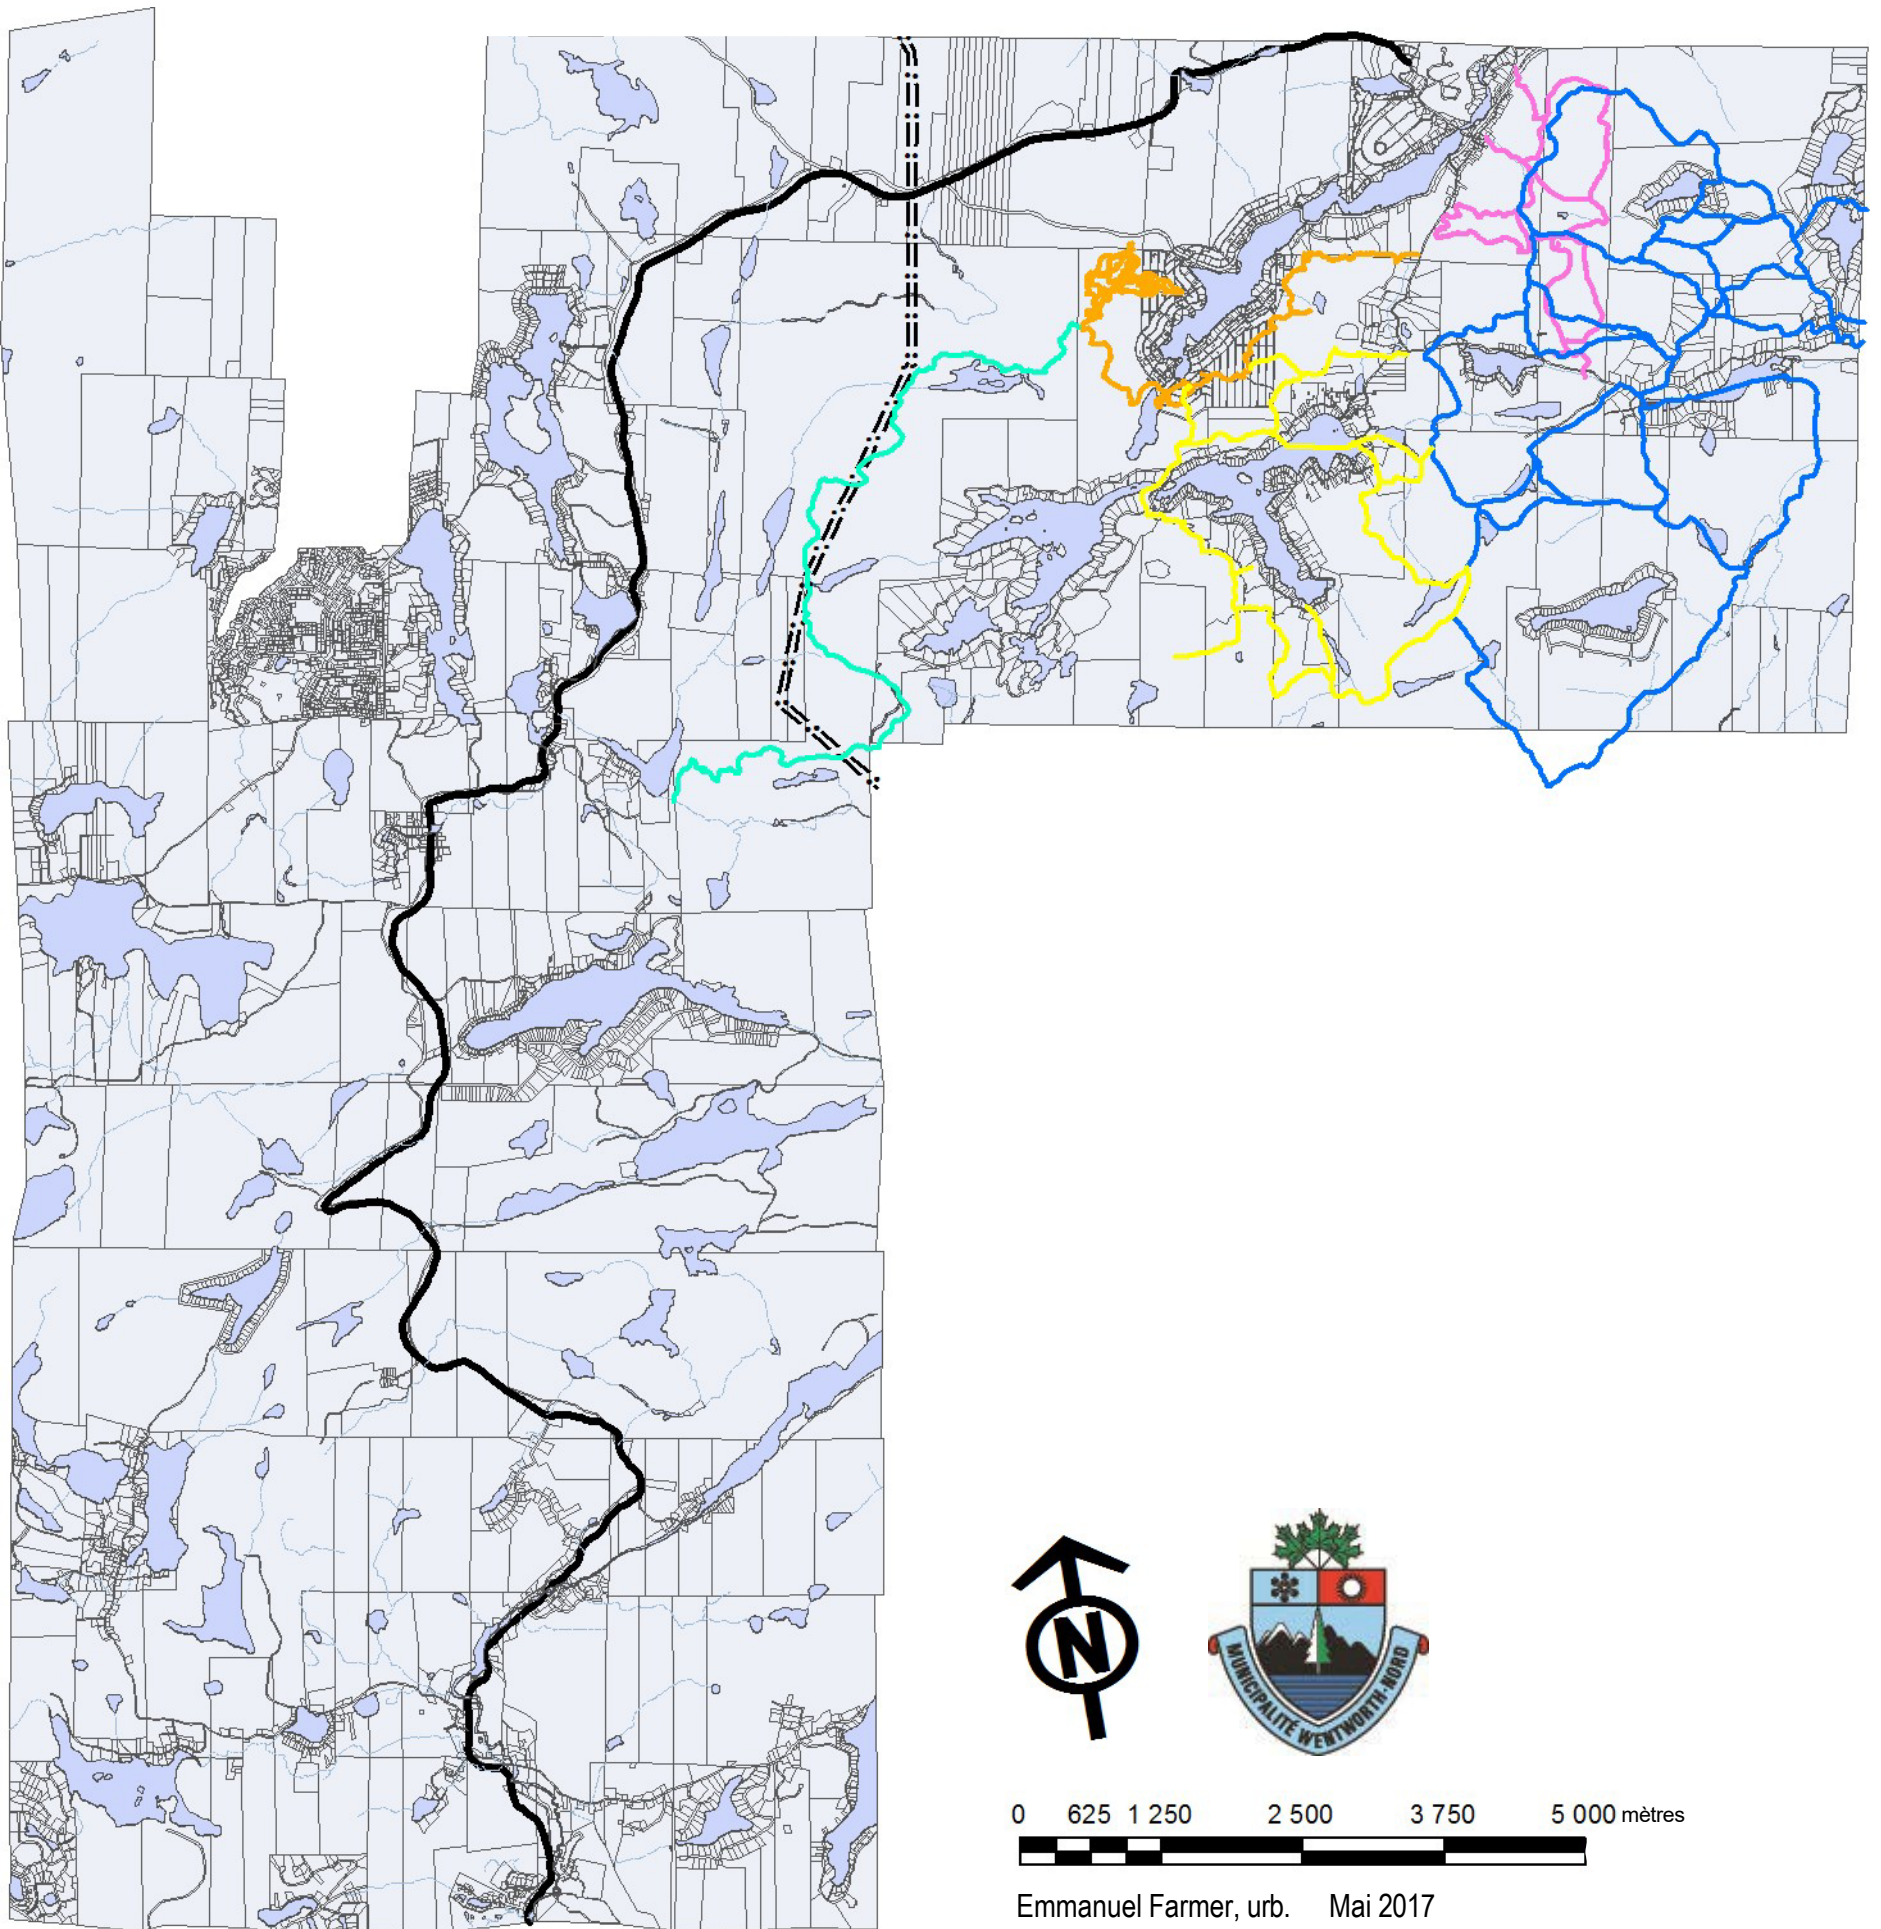 N
MUNICIPALITÉ WENTWORTH-NORD
0 625 1 250 2 500 3 750 5 000 mètres
Emmanuel Farmer, urb. Mai 2017